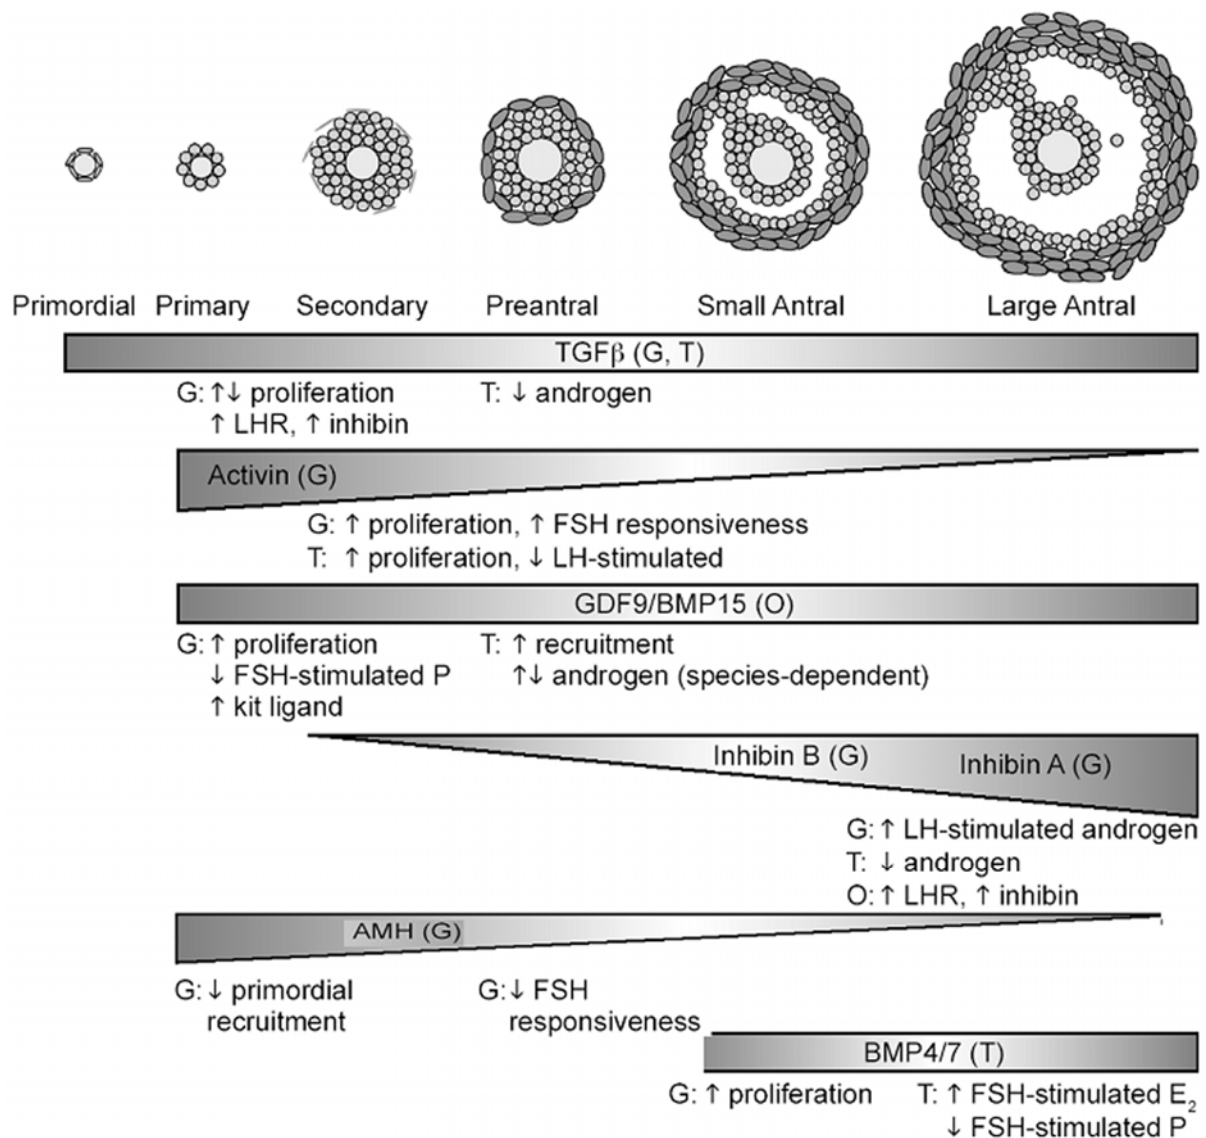 Primordial Primary Secondary Preantral Small Antral Large Antral
TGFβ (G, T)
G: ↑↓ proliferation T: ↓ androgen
↑ LHR, ↑ inhibin
Activin (G)
G: ↑ proliferation, ↑ FSH responsiveness
T: ↑ proliferation, ↓ LH-stimulated
GDF9/BMP15 (O)
G: ↑ proliferation T: ↑ recruitment
↓ FSH-stimulated P ↑↓ androgen (species-dependent)
↑ kit ligand
Inhibin B (G) Inhibin A (G)
G: ↑ LH-stimulated androgen
T: ↓ androgen
O: ↑ LHR, ↑ inhibin
AMH (G)
G: ↓ primordial G: ↓ FSH
recruitment responsiveness
BMP4/7 (T)
G: ↑ proliferation T: ↑ FSH-stimulated E₂
↓ FSH-stimulated P